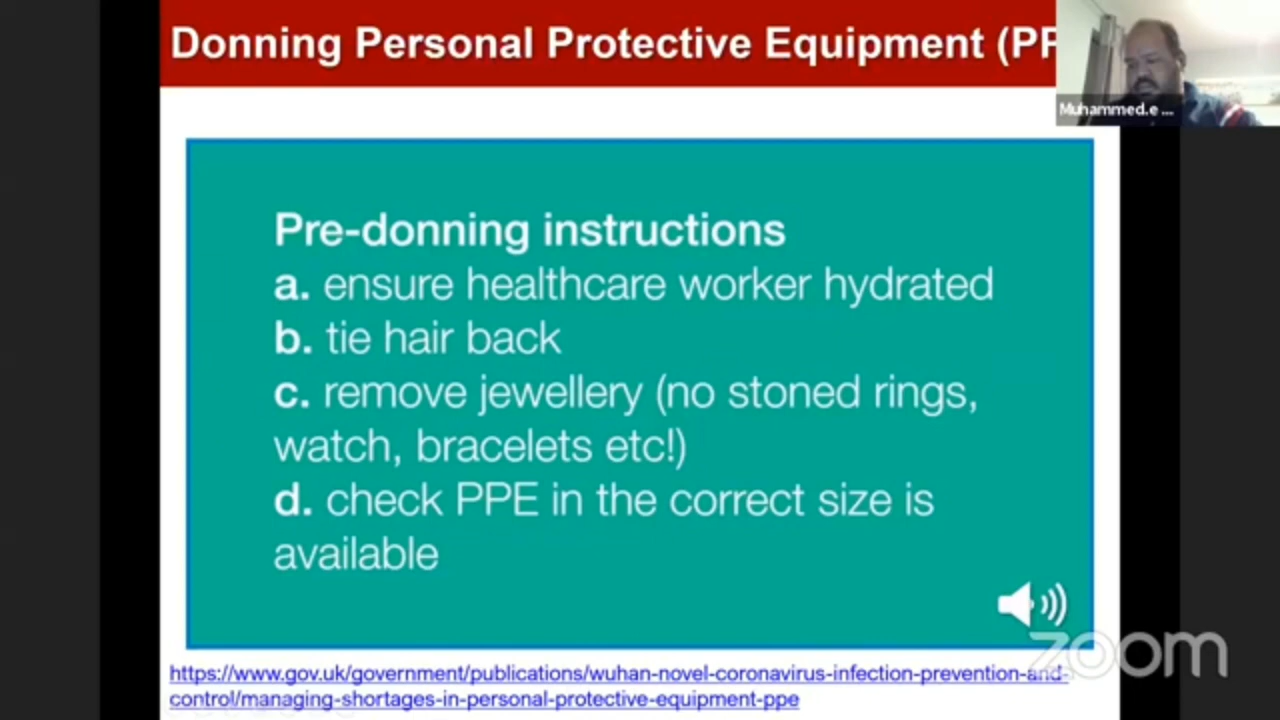 Donning Personal Protective Equipment (PP
Muhammed.e ...
Pre-donning instructions
a. ensure healthcare worker hydrated
b. tie hair back
c. remove jewellery (no stoned rings,
watch, bracelets etc!)
d. check PPE in the correct size is
available
zoom
https://www.gov.uk/government/publications/wuhan-novel-coronavirus-infection-prevention-and-
control/managing-shortages-in-personal-protective-equipment-ppe